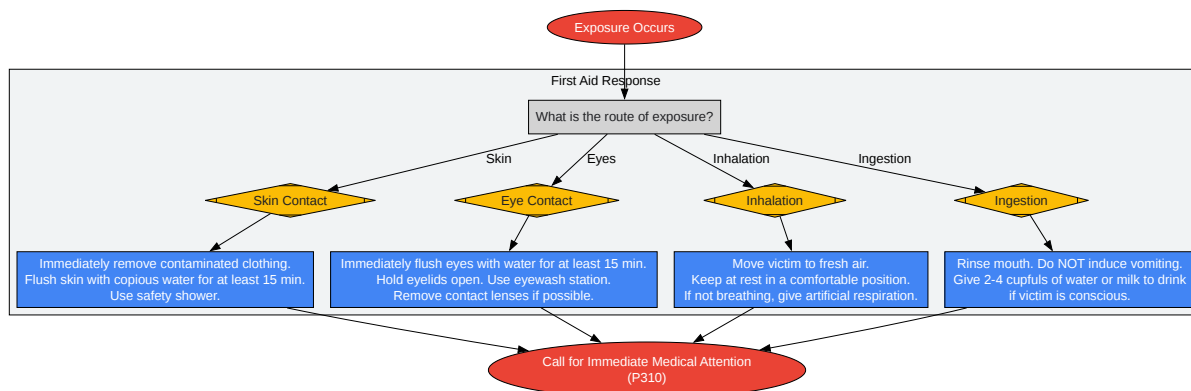 Exposure Occurs
First Aid Response
What is the route of exposure?
Skin
Eyes
Inhalation
Ingestion
Skin Contact
Eye Contact
Inhalation
Ingestion
Immediately remove contaminated clothing.
Flush skin with copious water for at least 15 min.
Use safety shower.
Immediately flush eyes with water for at least 15 min.
Hold eyelids open. Use eyewash station.
Remove contact lenses if possible.
Move victim to fresh air.
Keep at rest in a comfortable position.
If not breathing, give artificial respiration.
Rinse mouth. Do NOT induce vomiting.
Give 2-4 cupfuls of water or milk to drink
if victim is conscious.
Call for Immediate Medical Attention
(P310)